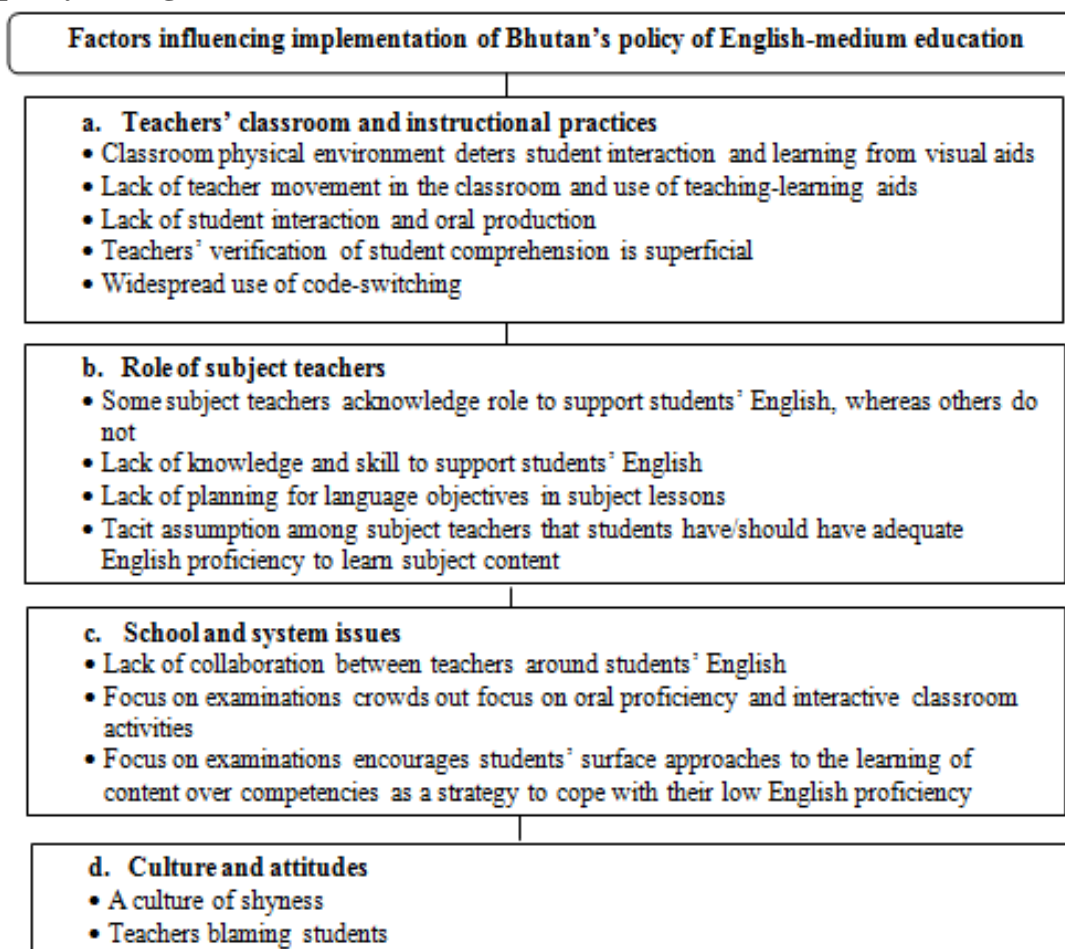 Factors influencing implementation of Bhutan's policy of English-medium education
a. Teachers' classroom and instructional practices
• Classroom physical environment deters student interaction and learning from visual aids
• Lack of teacher movement in the classroom and use of teaching-learning aids
• Lack of student interaction and oral production
• Teachers' verification of student comprehension is superficial
• Widespread use of code-switching
b. Role of subject teachers
• Some subject teachers acknowledge role to support students' English, whereas others do
not
• Lack of knowledge and skill to support students' English
• Lack of planning for language objectives in subject lessons
• Tacit assumption among subject teachers that students have/should have adequate
English proficiency to learn subject content
c. School and system issues
• Lack of collaboration between teachers around students' English
• Focus on examinations crowds out focus on oral proficiency and interactive classroom
activities
• Focus on examinations encourages students' surface approaches to the learning of
content over competencies as a strategy to cope with their low English proficiency
d. Culture and attitudes
• A culture of shyness
• Teachers blaming students